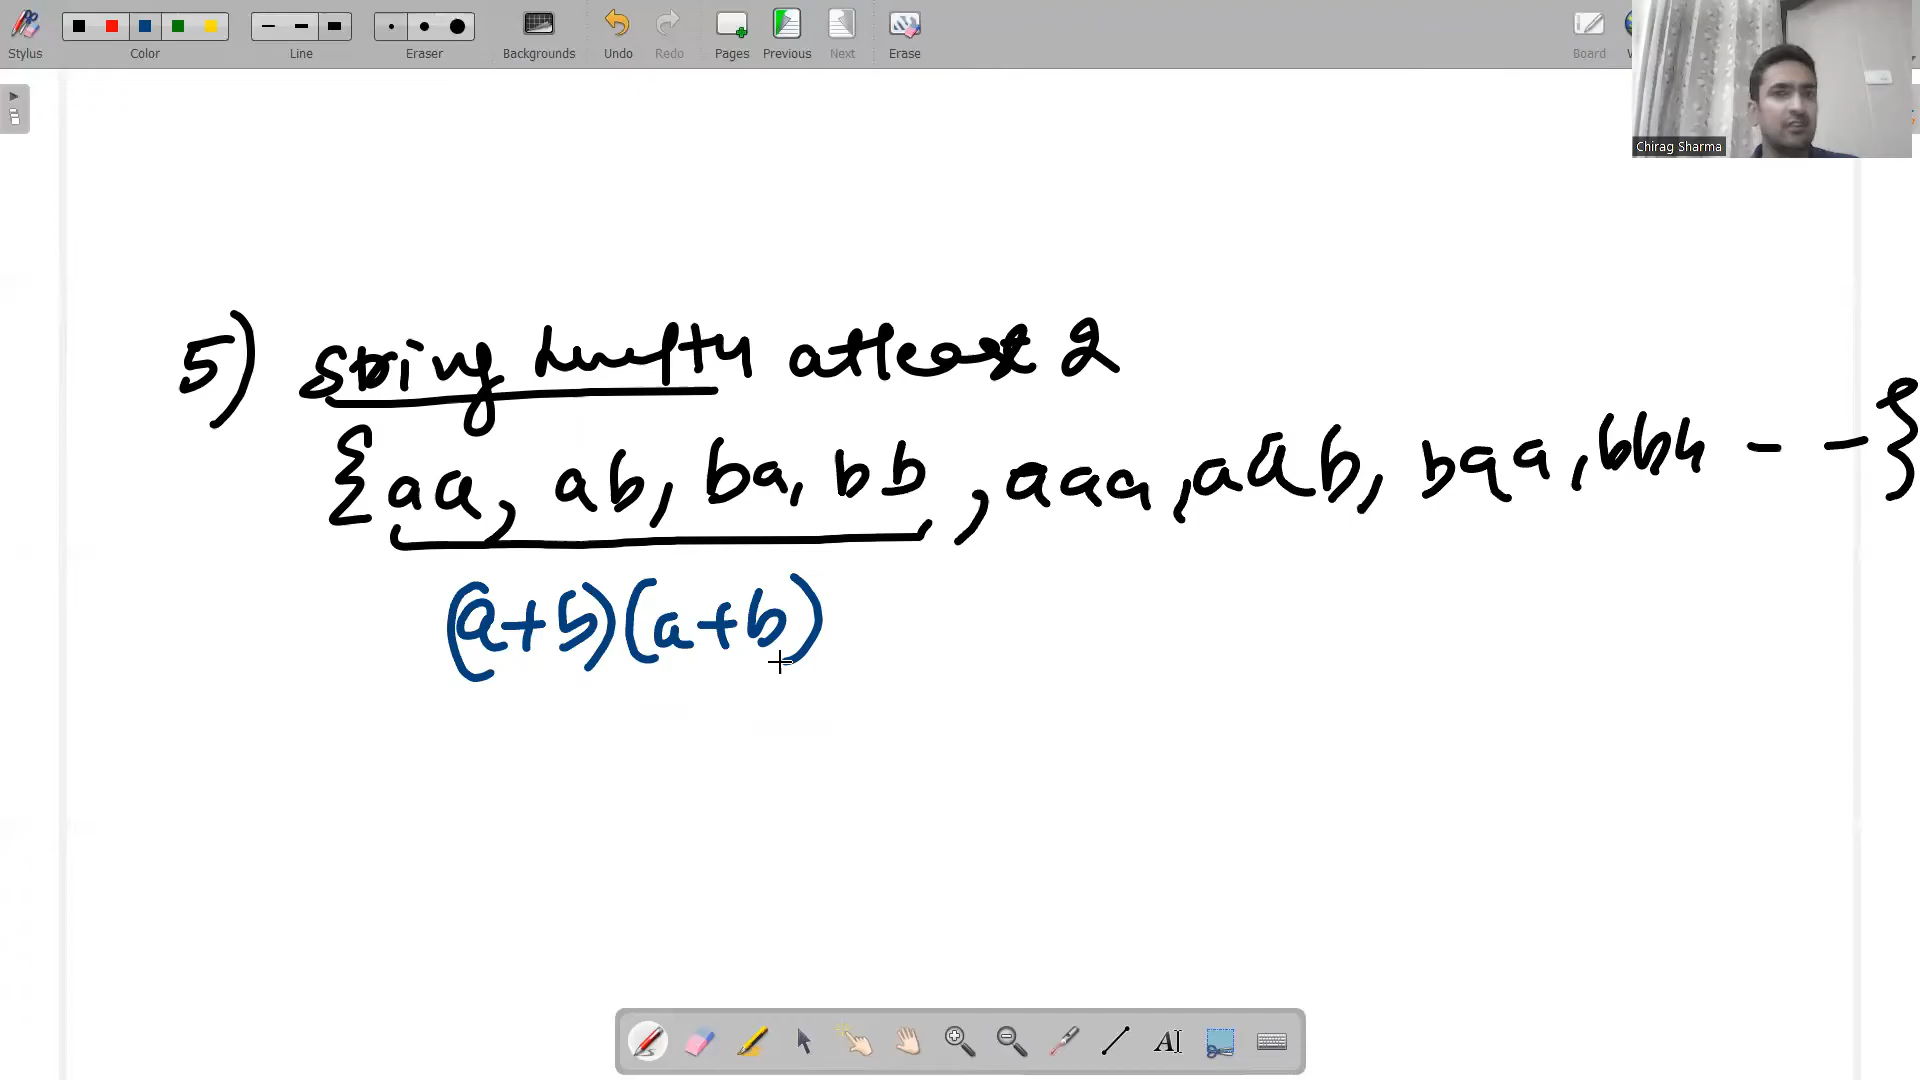 Stylus Color Line Eraser Backgrounds Undo Redo Pages Previous Next Erase Board
Chirag Sharma
5) string length atleast 2
{aa, ab, ba, bb, aaa, aab, baa, bbb - - }
(a+b)(a+b)